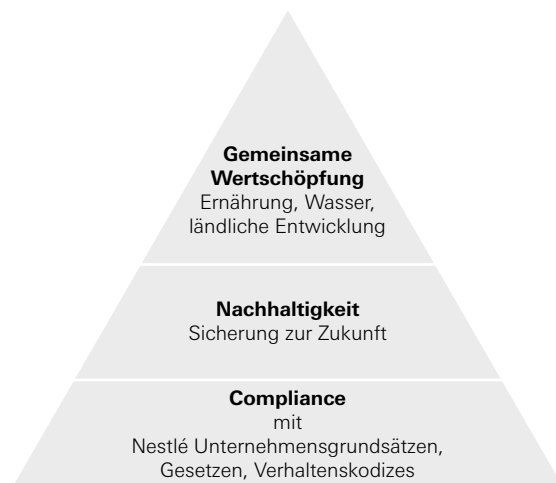 Gemeinsame
Wertschöpfung
Ernährung, Wasser,
ländliche Entwicklung
Nachhaltigkeit
Sicherung zur Zukunft
Compliance
mit
Nestlé Unternehmensgrundsätzen,
Gesetzen, Verhaltenskodizes